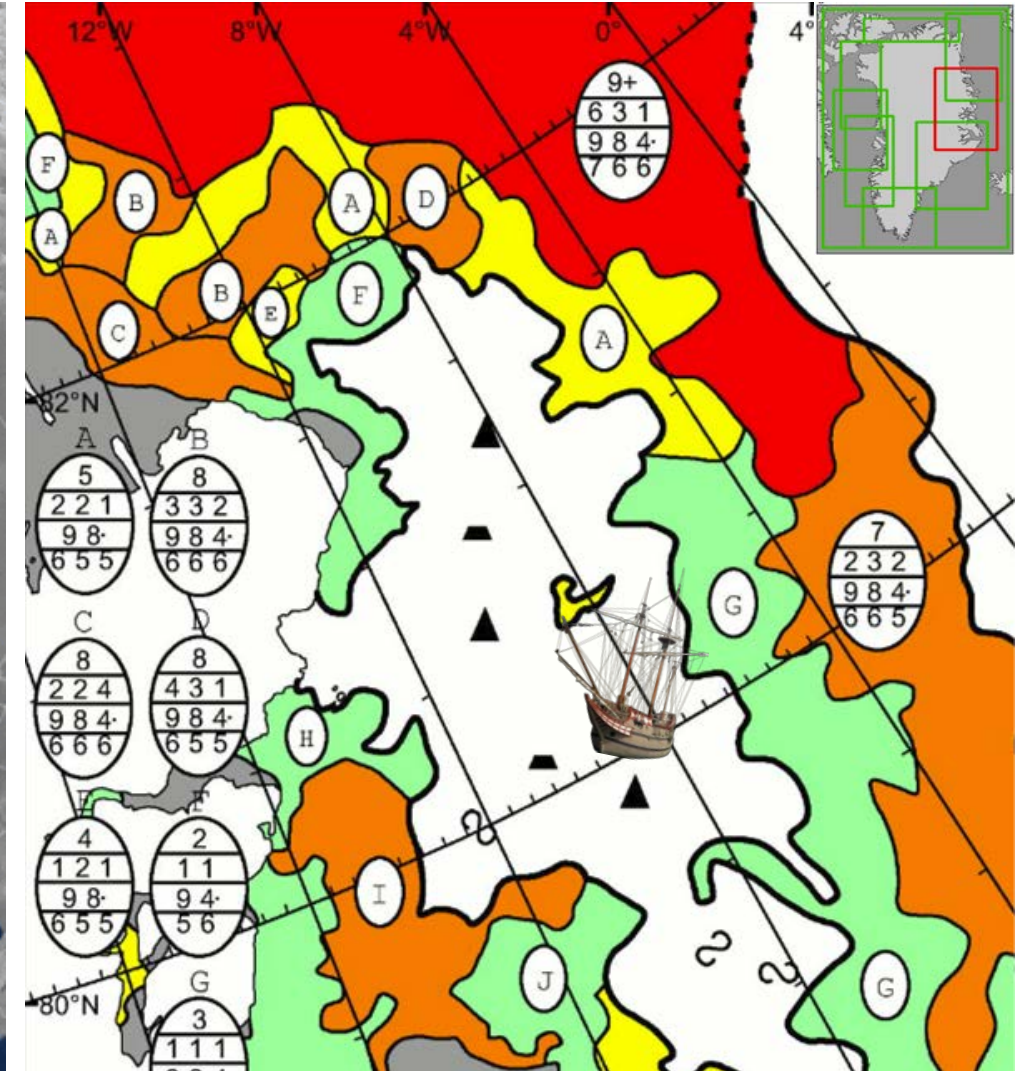 12°W 8°W 4°W 0° 4°
9+
6 3 1
9 8 4·
7 6 6
F
B
A
D
A
B
F
E
C
A
82°N
A B
5 8
2 2 1 3 3 2
9 8· 9 8 4·
6 5 5 6 6 6
7
2 3 2
9 8 4·
6 6 5
G
C D
8 8
2 2 4 4 3 1
9 8 4· 9 8 4·
6 6 6 6 5 5
H
E F
4 2
1 2 1 1 1
9 8· 9 4·
6 5 5 5 6
I
J
G
80°N
G
3
1 1 1